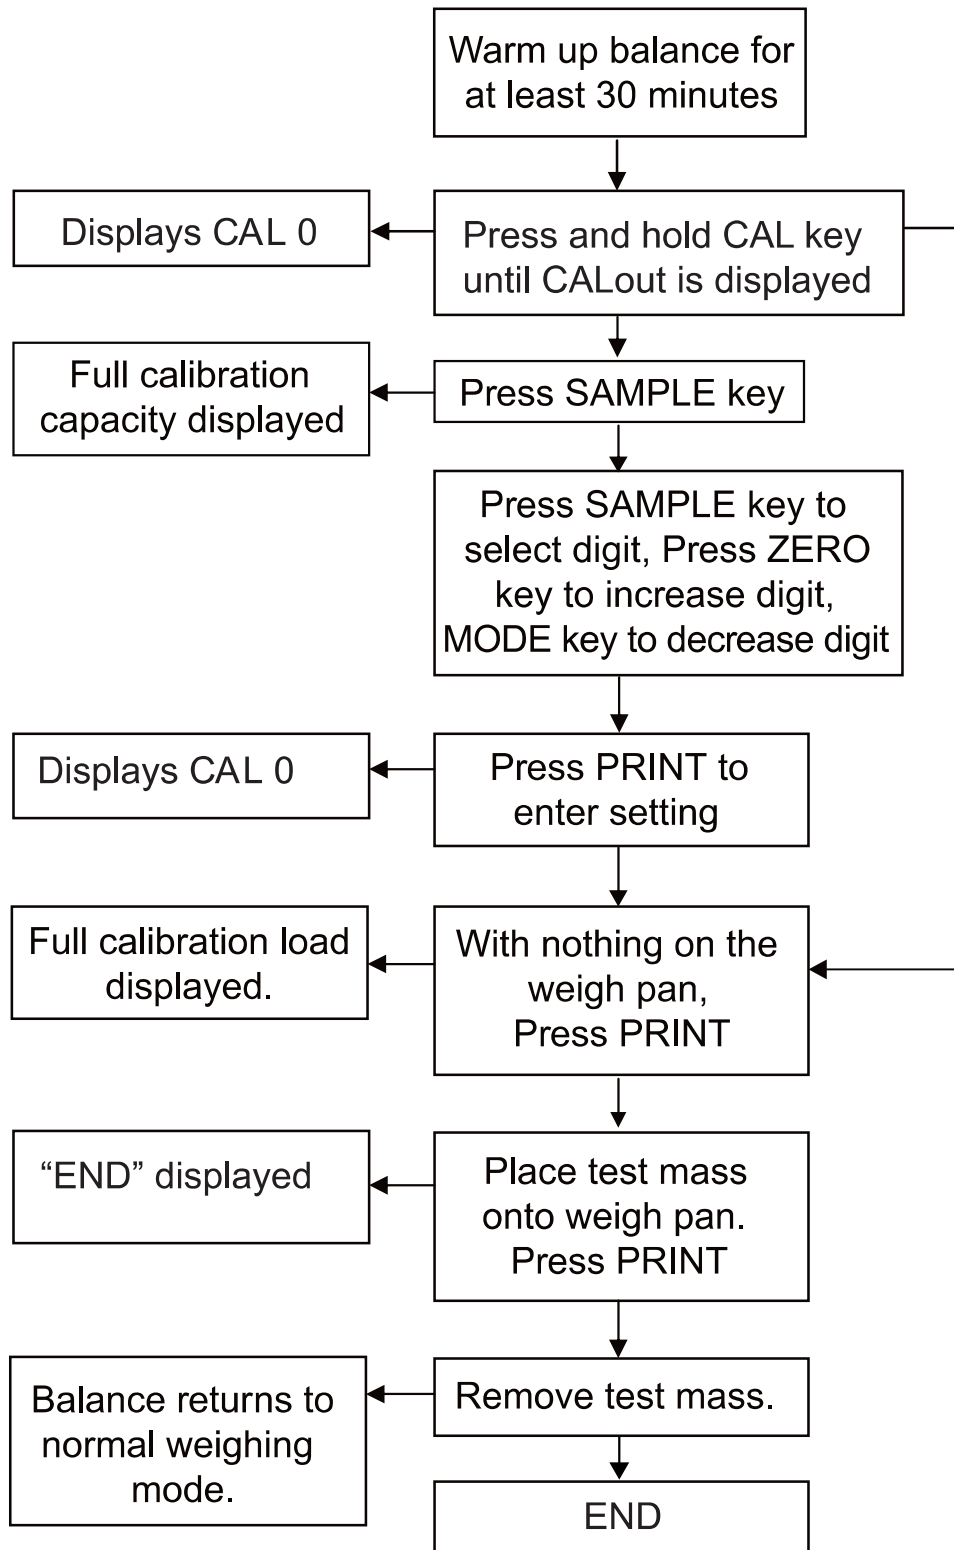 Warm up balance for
at least 30 minutes
Displays CAL 0
Press and hold CAL key
until CALout is displayed
Full calibration
capacity displayed
Press SAMPLE key
Press SAMPLE key to
select digit, Press ZERO
key to increase digit,
MODE key to decrease digit
Displays CAL 0
Press PRINT to
enter setting
Full calibration load
displayed.
With nothing on the
weigh pan,
Press PRINT
“END” displayed
Place test mass
onto weigh pan.
Press PRINT
Balance returns to
normal weighing
mode.
Remove test mass.
END